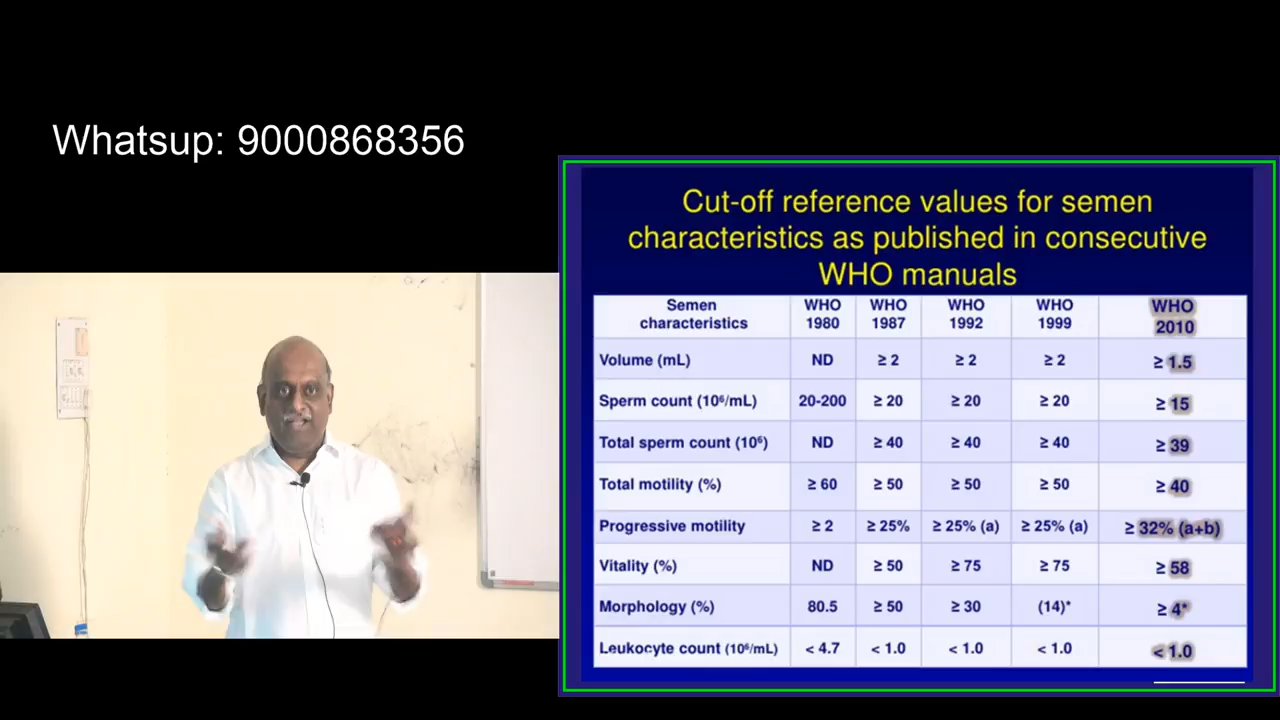 Whatsup: 9000868356
Cut-off reference values for semen
characteristics as published in consecutive
WHO manuals
Semen characteristics WHO 1980 WHO 1987 WHO 1992 WHO 1999 WHO 2010
Volume (mL) ND ≥ 2 ≥ 2 ≥ 2 ≥ 1.5
Sperm count (10⁶/mL) 20-200 ≥ 20 ≥ 20 ≥ 20 ≥ 15
Total sperm count (10⁶) ND ≥ 40 ≥ 40 ≥ 40 ≥ 39
Total motility (%) ≥ 60 ≥ 50 ≥ 50 ≥ 50 ≥ 40
Progressive motility ≥ 2 ≥ 25% ≥ 25% (a) ≥ 25% (a) ≥ 32% (a+b)
Vitality (%) ND ≥ 50 ≥ 75 ≥ 75 ≥ 58
Morphology (%) 80.5 ≥ 50 ≥ 30 (14)* ≥ 4*
Leukocyte count (10⁶/mL) < 4.7 < 1.0 < 1.0 < 1.0 < 1.0